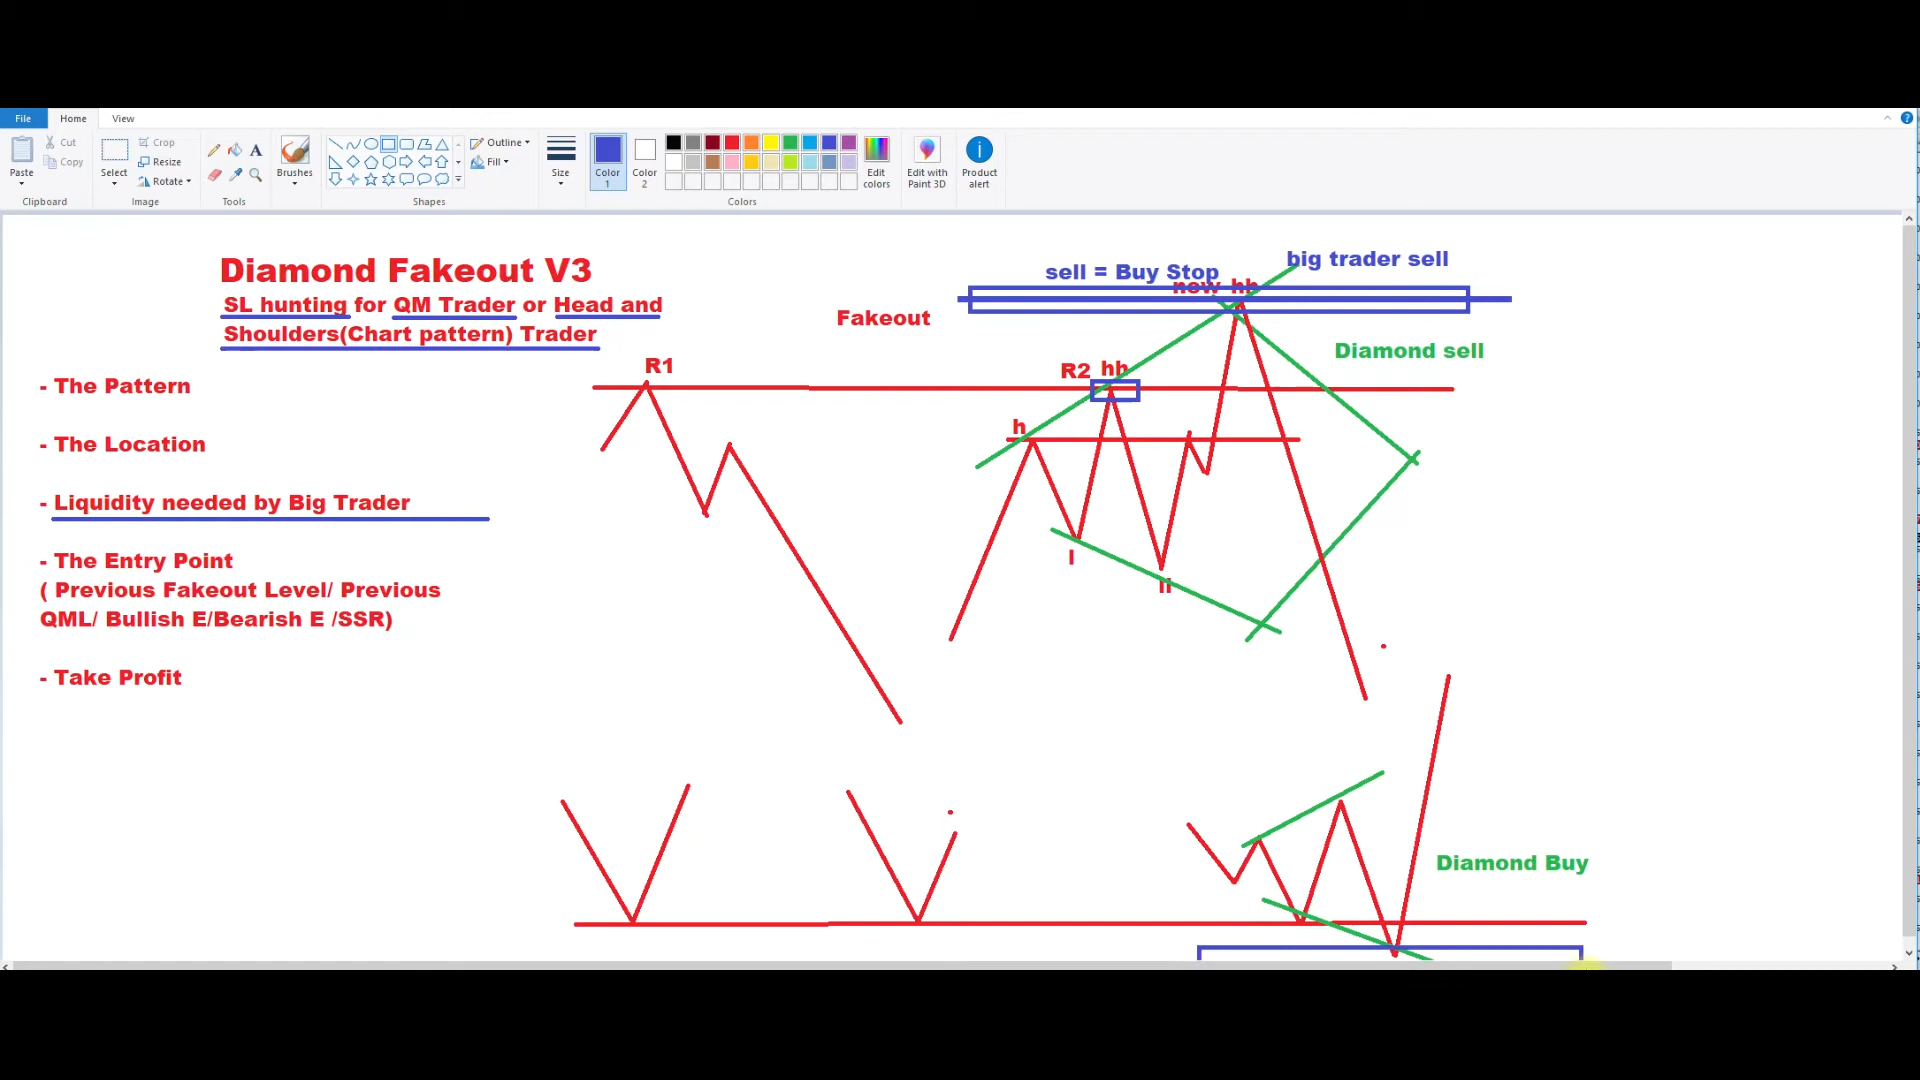 File Home View
Cut
Copy
Paste
Clipboard
Select
Crop
Resize
Rotate
Image
A
Tools
Brushes
Outline
Fill
Shapes
Size
Color 1
Color 2
Edit colors
Colors
Edit with Paint 3D
Product alert
Diamond Fakeout V3
SL hunting for QM Trader or Head and
Shoulders(Chart pattern) Trader
- The Pattern
- The Location
- Liquidity needed by Big Trader
- The Entry Point
( Previous Fakeout Level/ Previous
QML/ Bullish E/Bearish E /SSR)
- Take Profit
big trader sell
sell = Buy Stop
new hh
Fakeout
Diamond sell
R1
R2 hh
h
l
ll
Diamond Buy